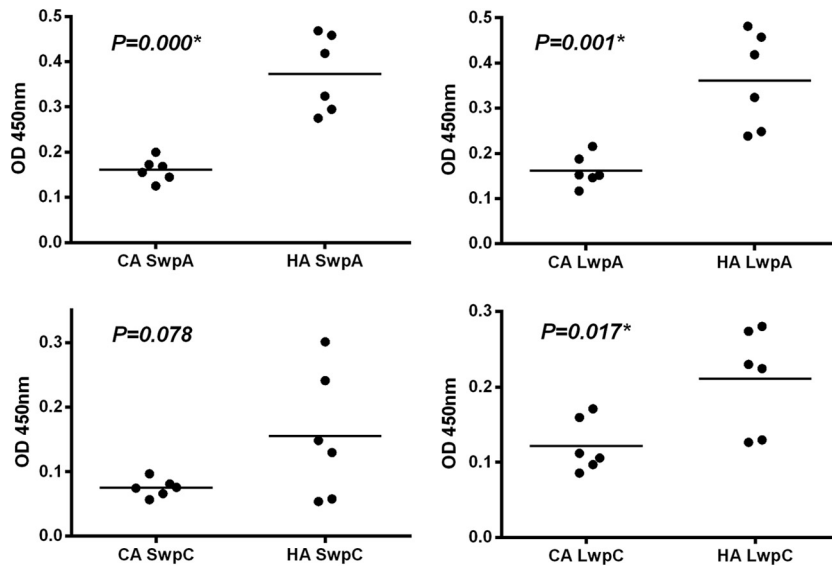 P=0.000*
OD 450nm
0.5
0.4
0.3
0.2
0.1
0.0
CA SwpA
HA SwpA
P=0.001*
OD 450nm
0.5
0.4
0.3
0.2
0.1
0.0
CA LwpA
HA LwpA
P=0.078
OD 450nm
0.3
0.2
0.1
0.0
CA SwpC
HA SwpC
P=0.017*
OD 450nm
0.3
0.2
0.1
0.0
CA LwpC
HA LwpC